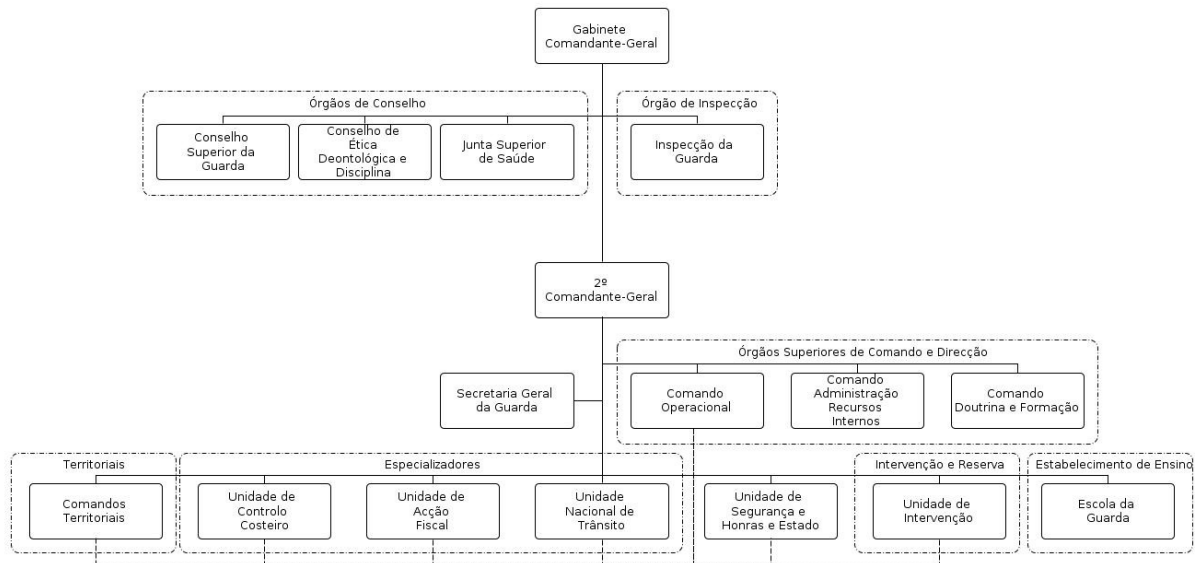 Gabinete
Comandante-Geral
Órgãos de Conselho
Órgão de Inspecção
Conselho
Superior da
Guarda
Conselho de
Ética
Deontológica e
Disciplina
Junta Superior
de Saúde
Inspecção da
Guarda
2º
Comandante-Geral
Órgãos Superiores de Comando e Direcção
Secretaria Geral
da Guarda
Comando
Operacional
Comando
Administração
Recursos
Internos
Comando
Doutrina e Formação
Territoriais
Especializadores
Intervenção e Reserva
Estabelecimento de Ensino
Comandos
Territoriais
Unidade de
Controlo
Costeiro
Unidade de
Acção
Fiscal
Unidade
Nacional de
Trânsito
Unidade de
Segurança e
Honras e Estado
Unidade de
Intervenção
Escola da
Guarda